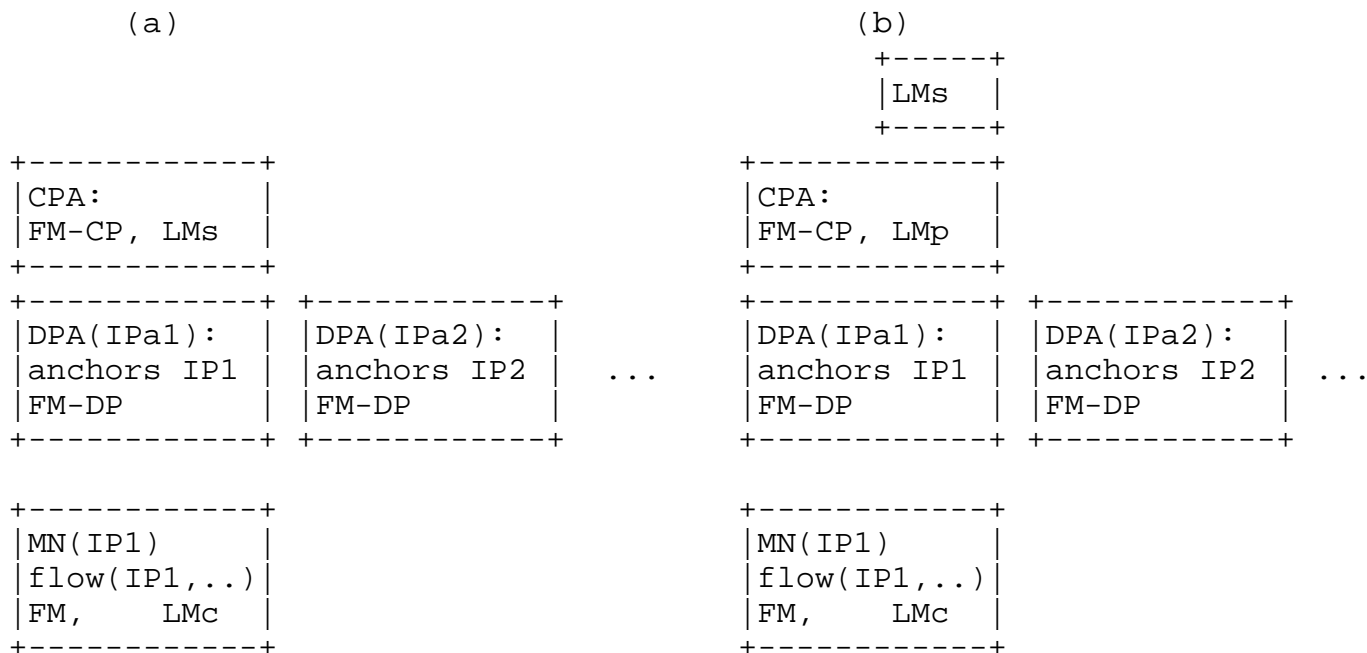 (a)                                              (b)
                                                  +-----+
                                                  |LMs  |
                                                  +-----+
+------------+                           +------------+
|CPA:        |                           |CPA:        |
|FM-CP, LMs  |                           |FM-CP, LMp  |
+------------+                           +------------+
+------------+ +------------+            +------------+ +------------+
|DPA(IPa1):  | |DPA(IPa2):  |            |DPA(IPa1):  | |DPA(IPa2):  |
|anchors IP1 | |anchors IP2 |  ...       |anchors IP1 | |anchors IP2 | ...
|FM-DP       | |FM-DP       |            |FM-DP       | |FM-DP       |
+------------+ +------------+            +------------+ +------------+
+------------+                           +------------+
|MN(IP1)     |                           |MN(IP1)     |
|flow(IP1,..)|                           |flow(IP1,..)|
|FM,    LMc  |                           |FM,    LMc  |
+------------+                           +------------+